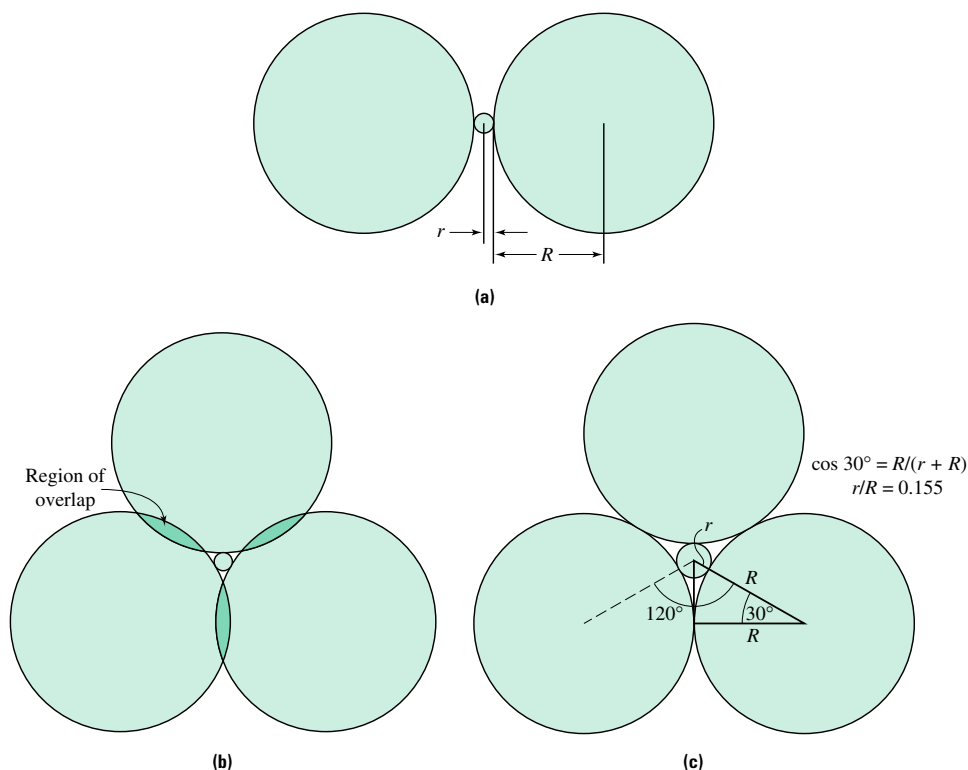 r
R
(a)
Region of
overlap
(b)
cos 30° = R/(r + R)
r/R = 0.155
r
R
120°
30°
R
(c)